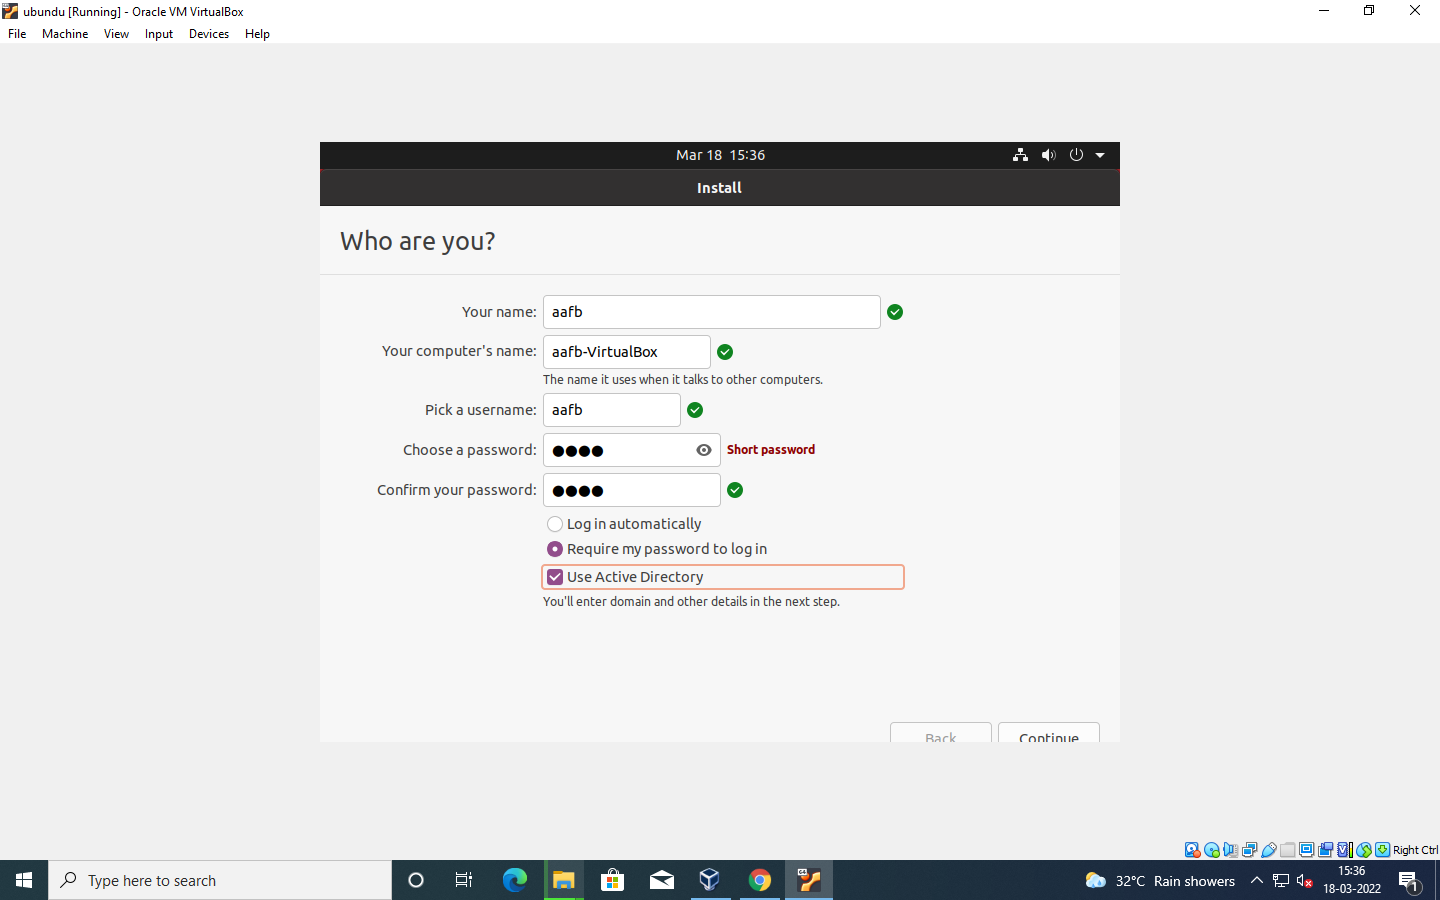 ubundu [Running] - Oracle VM VirtualBox
File Machine View Input Devices Help
Mar 18 15:36
Install
Who are you?
Your name: aafb
Your computer's name: aafb-VirtualBox
The name it uses when it talks to other computers.
Pick a username: aafb
Choose a password: ●●●● Short password
Confirm your password: ●●●●
Log in automatically
Require my password to log in
Use Active Directory
You'll enter domain and other details in the next step.
Back Continue
Right Ctrl
Type here to search
32°C Rain showers
15:36
18-03-2022
1